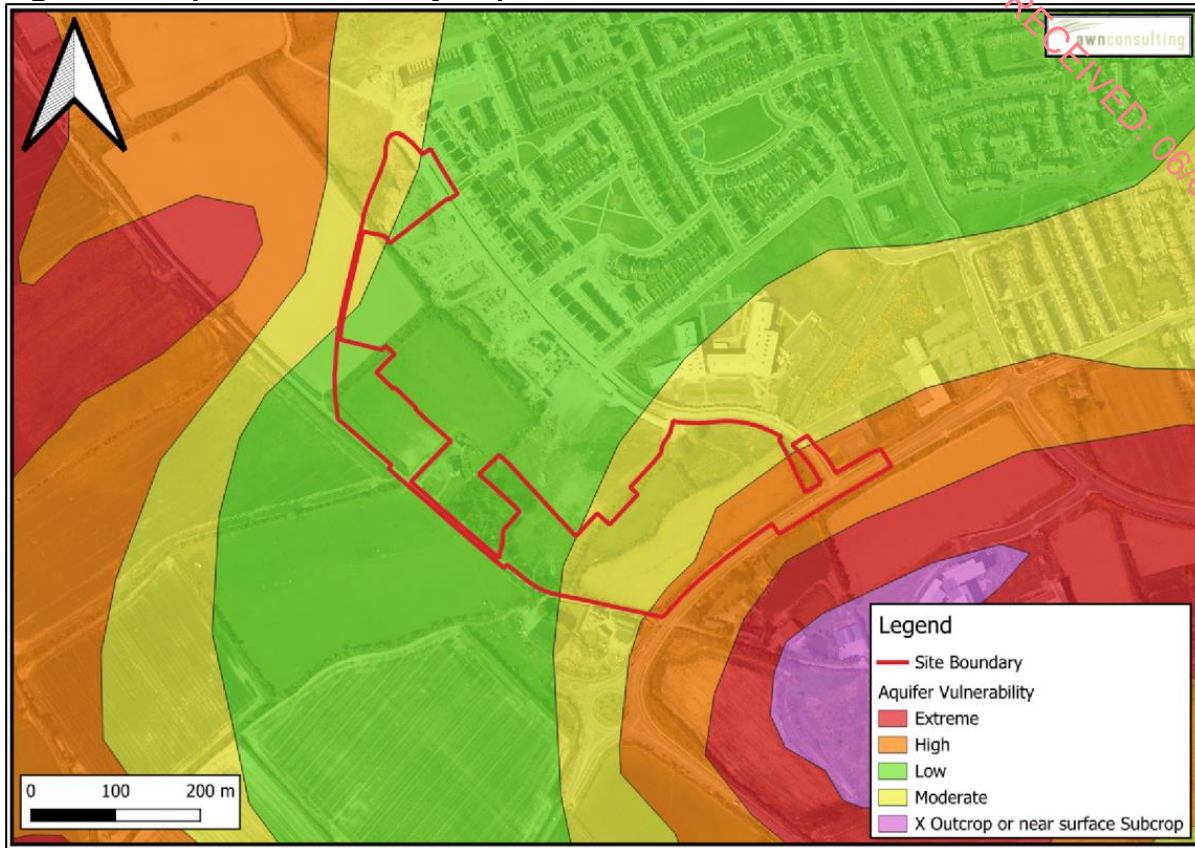 RECEIVED: 06/
awnconsulting
Legend
Site Boundary
Aquifer Vulnerability
Extreme
High
Low
Moderate
X Outcrop or near surface Subcrop
0 100 200 m